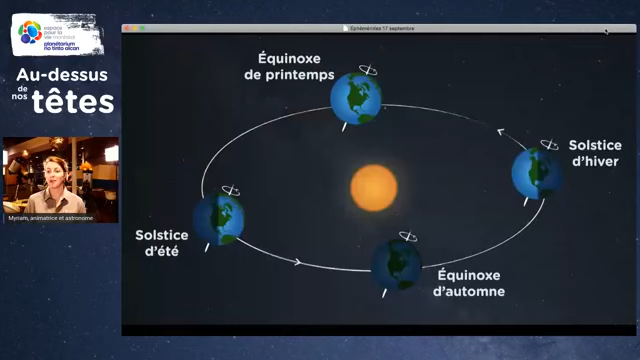 espace
pour la
vie montréal
planétarium
rio tinto alcan
Au-dessus
de
nos têtes
Myriam, animatrice et astronome
Éphémérides 17 septembre
Équinoxe
de printemps
Solstice
d'hiver
Solstice
d'été
Équinoxe
d'automne